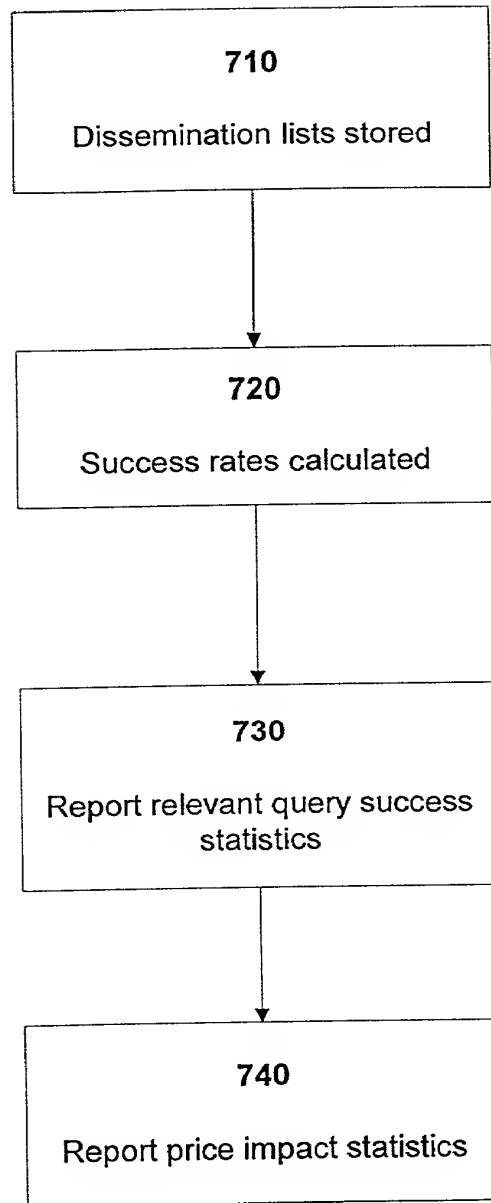 710
Dissemination lists stored
720
Success rates calculated
730
Report relevant query success
statistics
740
Report price impact statistics